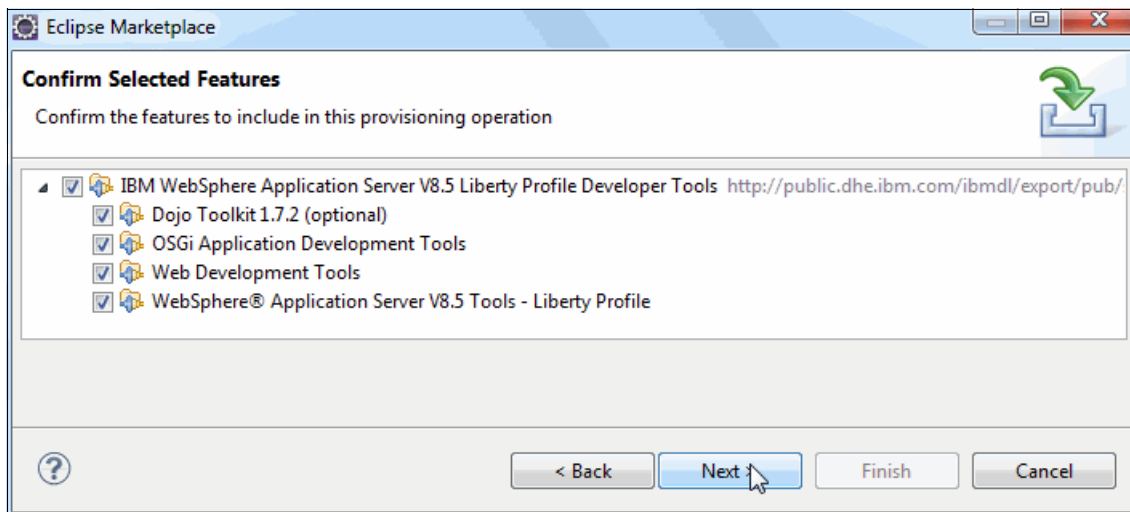 Eclipse Marketplace
Confirm Selected Features
Confirm the features to include in this provisioning operation
IBM WebSphere Application Server V8.5 Liberty Profile Developer Tools http://public.dhe.ibm.com/ibmdl/export/pub/
Dojo Toolkit 1.7.2 (optional)
OSGi Application Development Tools
Web Development Tools
WebSphere® Application Server V8.5 Tools - Liberty Profile
? < Back Next > Finish Cancel